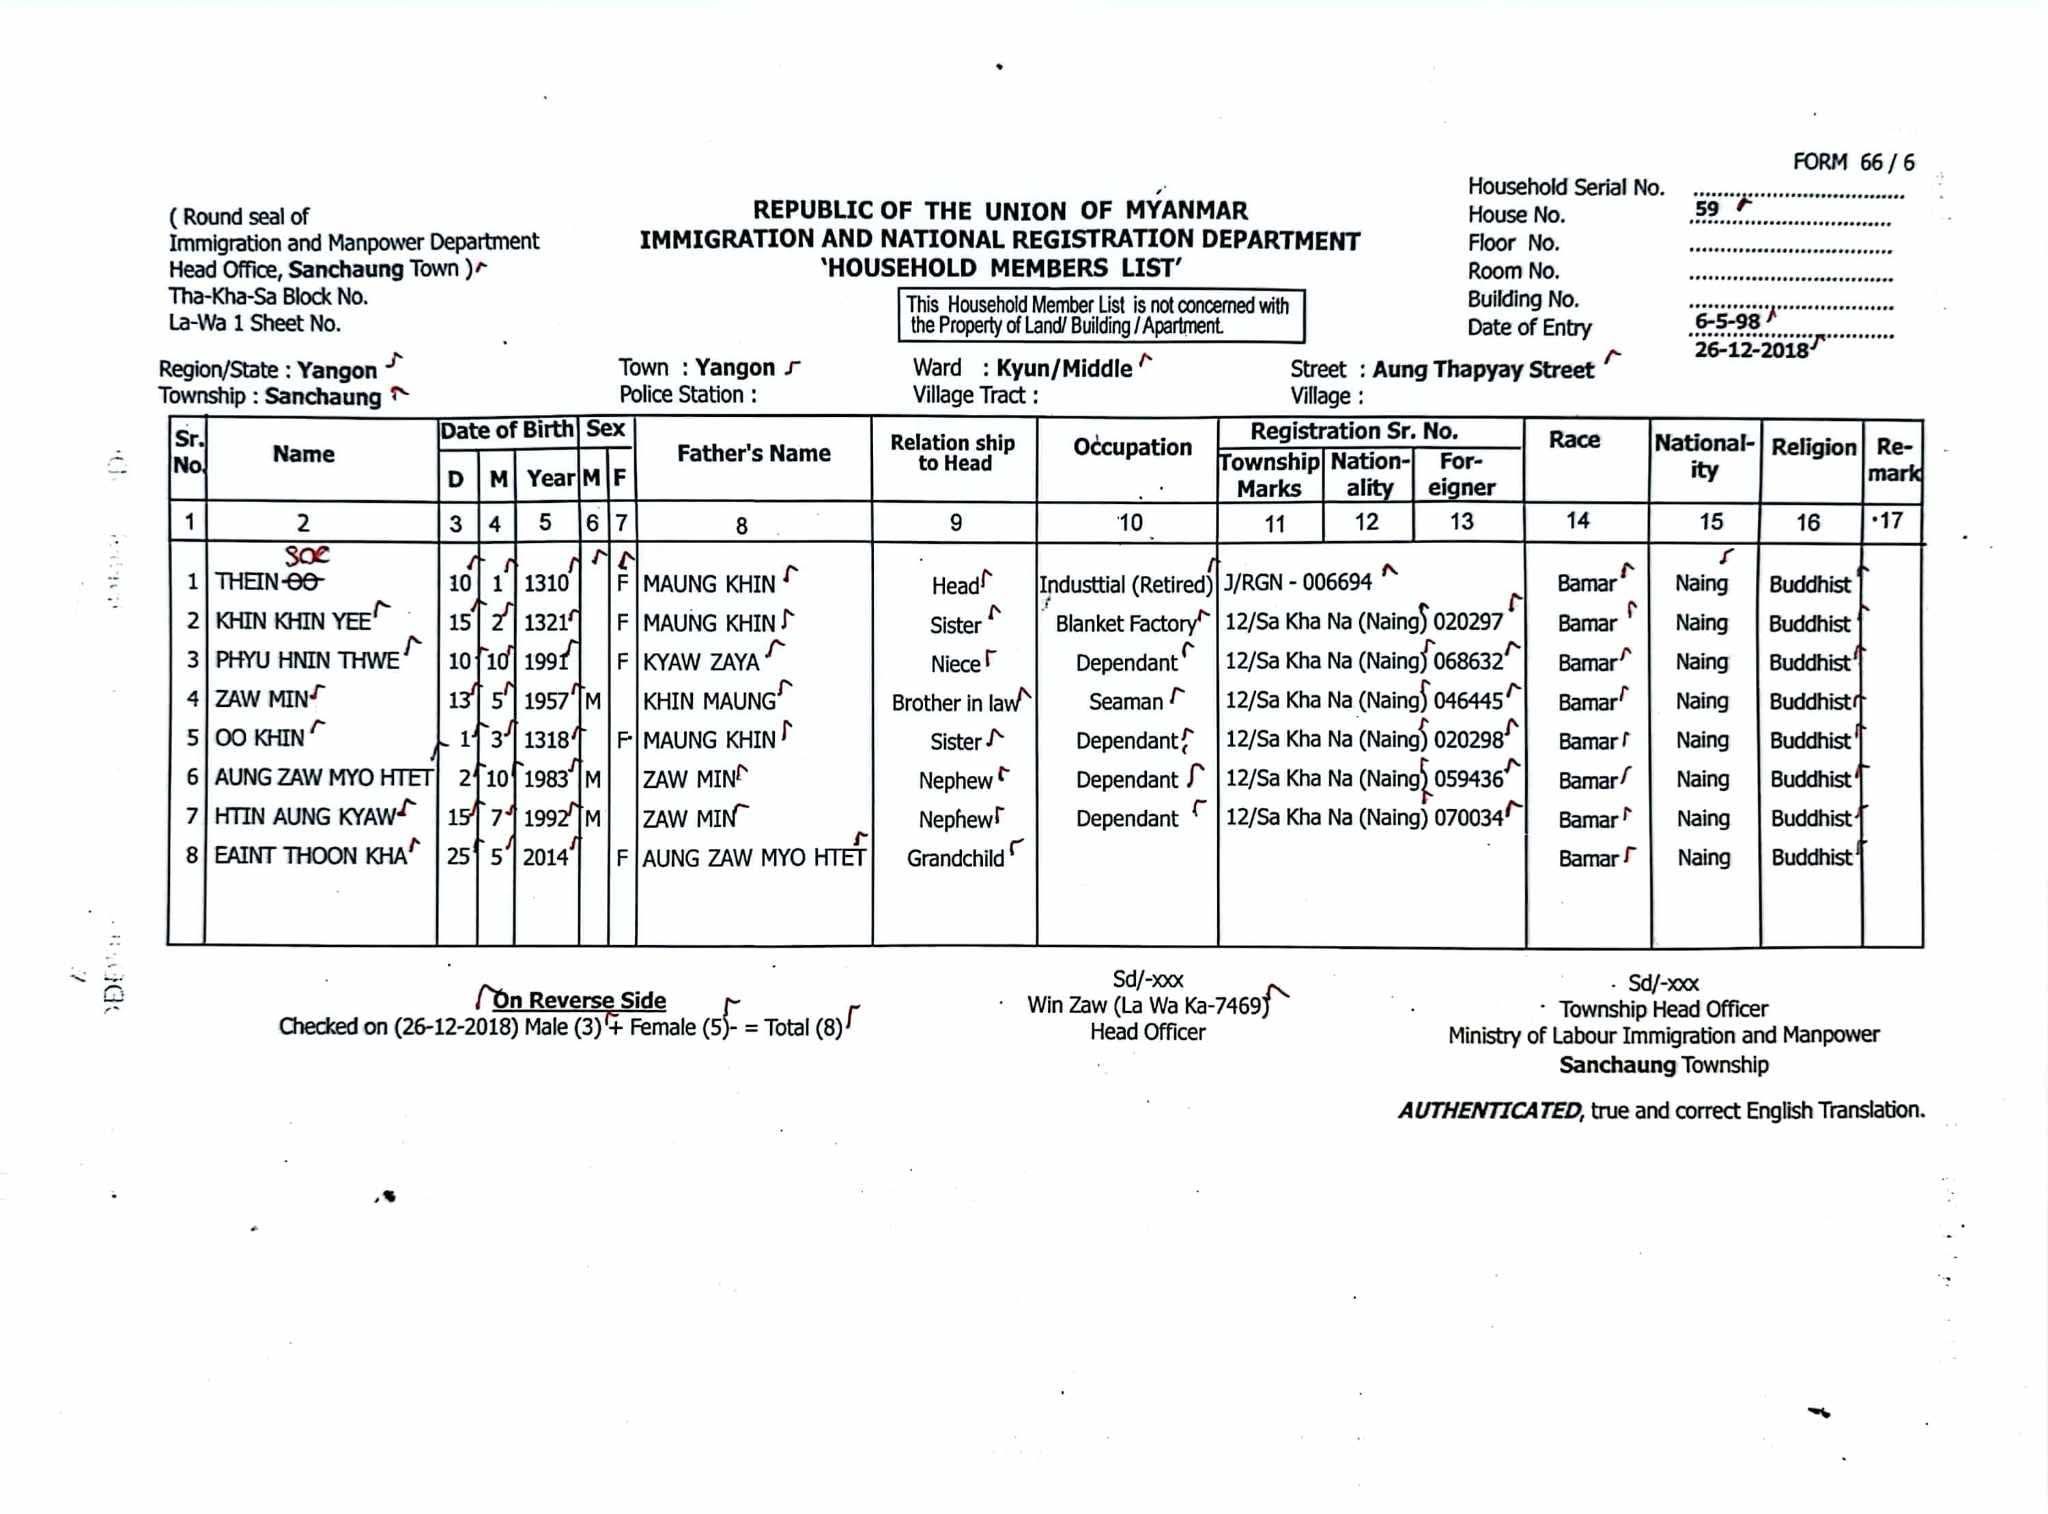 FORM 66 / 6
( Round seal of
Immigration and Manpower Department
Head Office, Sanchaung Town )
Tha-Kha-Sa Block No.
La-Wa 1 Sheet No.
REPUBLIC OF THE UNION OF MYANMAR
IMMIGRATION AND NATIONAL REGISTRATION DEPARTMENT
'HOUSEHOLD MEMBERS LIST'
This Household Member List is not concerned with
the Property of Land/ Building / Apartment.
Household Serial No. ........................
House No. 59
Floor No. ........................
Room No. ........................
Building No. ........................
Date of Entry 6-5-98
26-12-2018
Region/State : Yangon Town : Yangon Ward : Kyun/Middle Street : Aung Thapyay Street
Township : Sanchaung Police Station : Village Tract : Village :
Sr. No. Name Date of Birth Sex Father's Name Relation ship to Head Occupation Registration Sr. No. Race National-ity Religion Re-mark
D M Year M F Township Marks Nation-ality For-eigner
1 2 3 4 5 6 7 8 9 10 11 12 13 14 15 16 17
soe
1 THEIN OO 10 1 1310 F MAUNG KHIN Head Industtial (Retired) J/RGN - 006694 Bamar Naing Buddhist
2 KHIN KHIN YEE 15 2 1321 F MAUNG KHIN Sister Blanket Factory 12/Sa Kha Na (Naing) 020297 Bamar Naing Buddhist
3 PHYU HNIN THWE 10 10 1991 F KYAW ZAYA Niece Dependant 12/Sa Kha Na (Naing) 068632 Bamar Naing Buddhist
4 ZAW MIN 13 5 1957 M KHIN MAUNG Brother in law Seaman 12/Sa Kha Na (Naing) 046445 Bamar Naing Buddhist
5 OO KHIN 1 3 1318 F MAUNG KHIN Sister Dependant 12/Sa Kha Na (Naing) 020298 Bamar Naing Buddhist
6 AUNG ZAW MYO HTET 2 10 1983 M ZAW MIN Nephew Dependant 12/Sa Kha Na (Naing) 059436 Bamar Naing Buddhist
7 HTIN AUNG KYAW 15 7 1992 M ZAW MIN Nephew Dependant 12/Sa Kha Na (Naing) 070034 Bamar Naing Buddhist
8 EAINT THOON KHA 25 5 2014 F AUNG ZAW MYO HTET Grandchild Bamar Naing Buddhist
On Reverse Side
Checked on (26-12-2018) Male (3) + Female (5)- = Total (8)
Sd/-xxx
Win Zaw (La Wa Ka-7469)
Head Officer
Sd/-xxx
Township Head Officer
Ministry of Labour Immigration and Manpower
Sanchaung Township
AUTHENTICATED, true and correct English Translation.